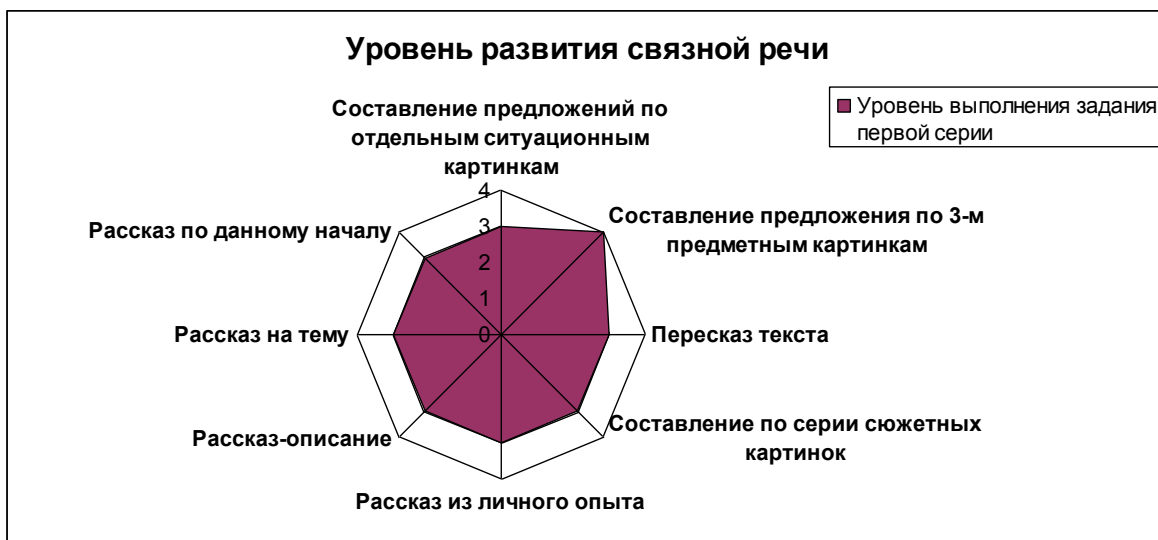 Уровень развития связной речи
Уровень выполнения задания
первой серии
Составление предложений по
отдельным ситуационным
картинкам
Составление предложения по 3-м
предметным картинкам
Пересказ текста
Составление по серии сюжетных
картинок
Рассказ из личного опыта
Рассказ-описание
Рассказ на тему
Рассказ по данному началу
4
3
2
1
0